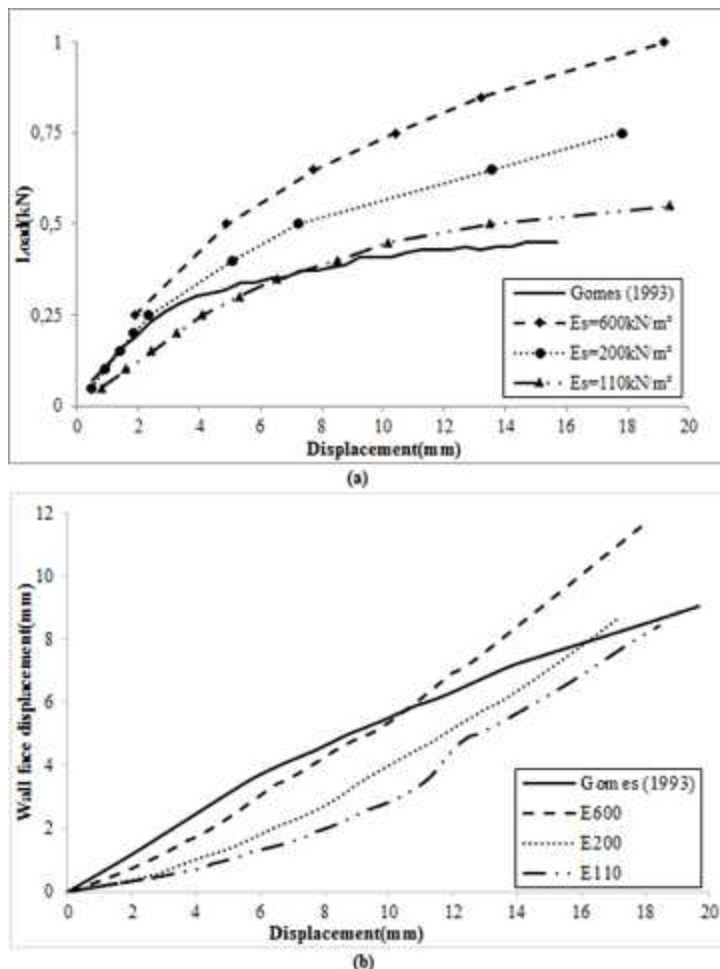 1
0,75
0,5
0,25
0
Load(kN)
0 2 4 6 8 10 12 14 16 18 20
Displacement(mm)
Gomes (1993)
Es=600kN/m²
Es=200kN/m²
Es=110kN/m²
(a)
12
10
8
6
4
2
0
Wall face displacement(mm)
0 2 4 6 8 10 12 14 16 18 20
Displacement(mm)
Gomes (1993)
E600
E200
E110
(b)